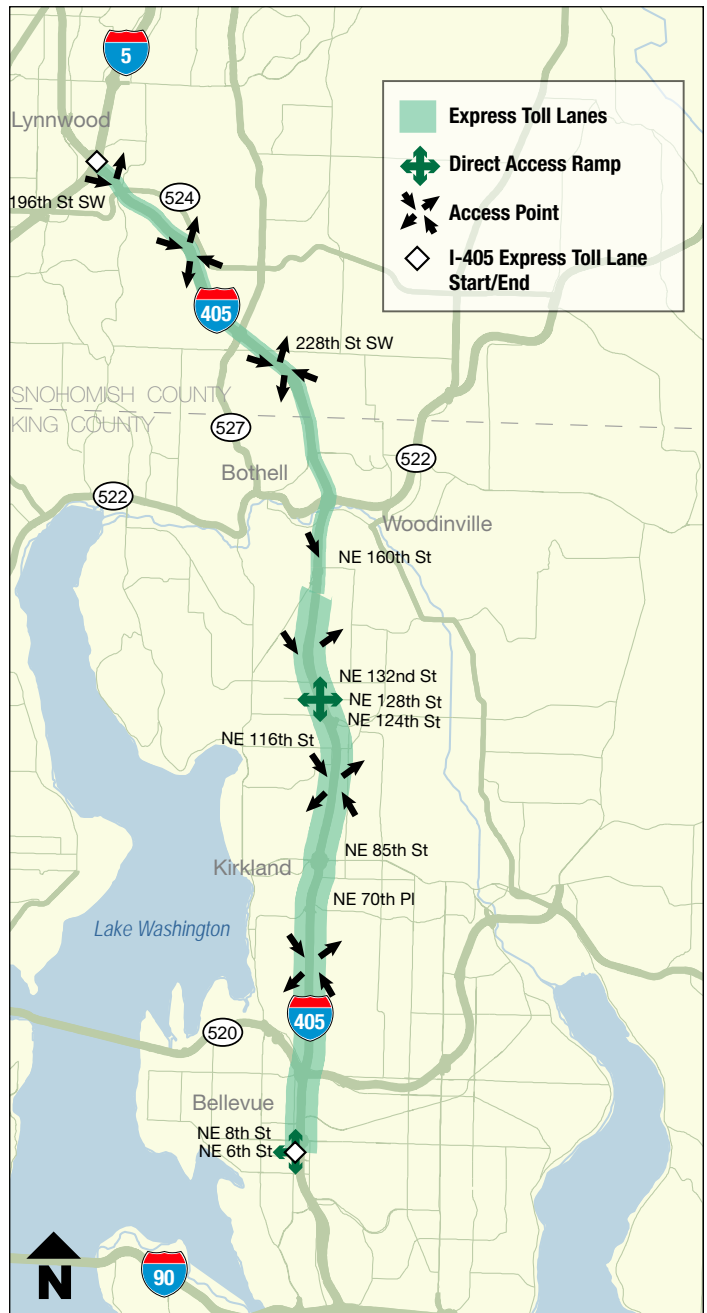 5
Lynnwood
Express Toll Lanes
Direct Access Ramp
Access Point
I-405 Express Toll Lane
Start/End
196th St SW
524
405
228th St SW
SNOHOMISH COUNTY
KING COUNTY
527
522
Bothell
522
Woodinville
NE 160th St
NE 132nd St
NE 128th St
NE 124th St
NE 116th St
NE 85th St
Kirkland
NE 70th Pl
Lake Washington
405
520
Bellevue
NE 8th St
NE 6th St
N
90